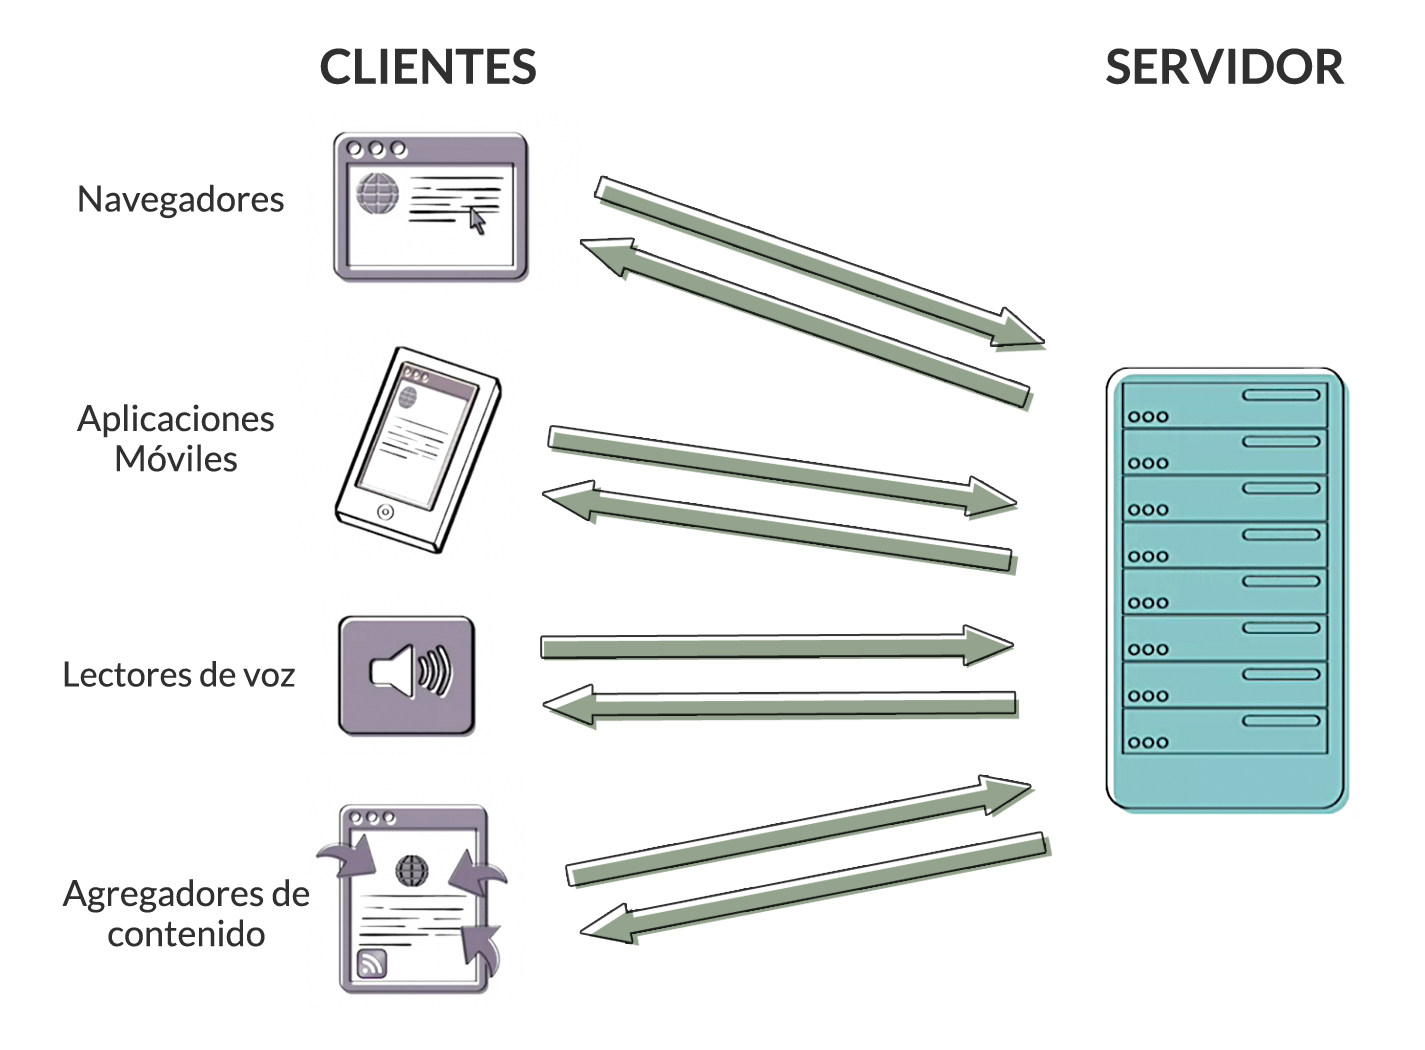 CLIENTES
SERVIDOR
Navegadores
Aplicaciones
Móviles
Lectores de voz
Agregadores de
contenido